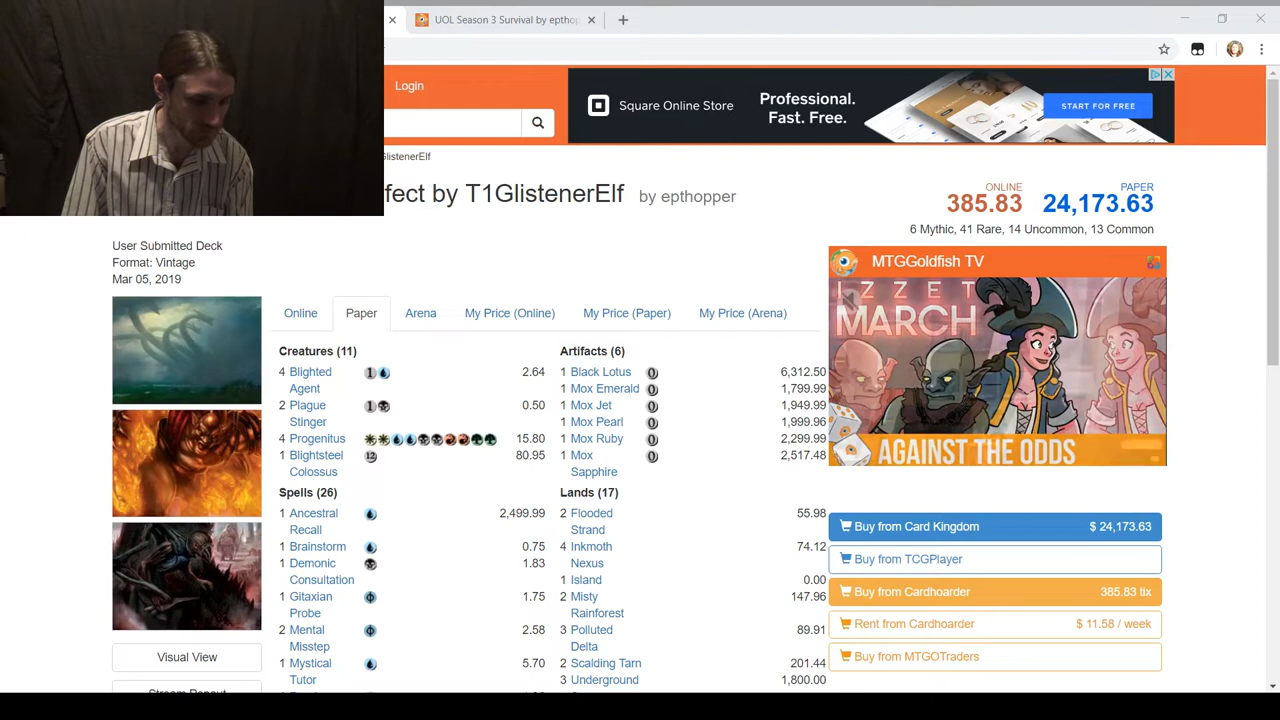 UOL Season 3 Survival by epthop
Login
Square Online Store
Professional.
Fast. Free.
START FOR FREE
GlistenerElf
fect by T1GlistenerElf by epthopper
ONLINE
PAPER
385.83
24,173.63
6 Mythic, 41 Rare, 14 Uncommon, 13 Common
User Submitted Deck
Format: Vintage
Mar 05, 2019
MTGGoldfish TV
IZZET
MARCH
AGAINST THE ODDS
Online
Paper
Arena
My Price (Online)
My Price (Paper)
My Price (Arena)
Creatures (11)
4 Blighted Agent 1 2.64
2 Plague Stinger 1 0.50
4 Progenitus 15.80
1 Blightsteel Colossus 12 80.95
Spells (26)
1 Ancestral Recall 2,499.99
1 Brainstorm 0.75
1 Demonic Consultation 1.83
1 Gitaxian Probe 1.75
2 Mental Misstep 2.58
1 Mystical Tutor 5.70
Artifacts (6)
1 Black Lotus 0 6,312.50
1 Mox Emerald 0 1,799.99
1 Mox Jet 0 1,949.99
1 Mox Pearl 0 1,999.96
1 Mox Ruby 0 2,299.99
1 Mox Sapphire 0 2,517.48
Lands (17)
2 Flooded Strand 55.98
4 Inkmoth Nexus 74.12
1 Island 0.00
2 Misty Rainforest 147.96
3 Polluted Delta 89.91
2 Scalding Tarn 201.44
3 Underground 1,800.00
Buy from Card Kingdom $ 24,173.63
Buy from TCGPlayer
Buy from Cardhoarder 385.83 tix
Rent from Cardhoarder $ 11.58 / week
Buy from MTGOTraders
Visual View